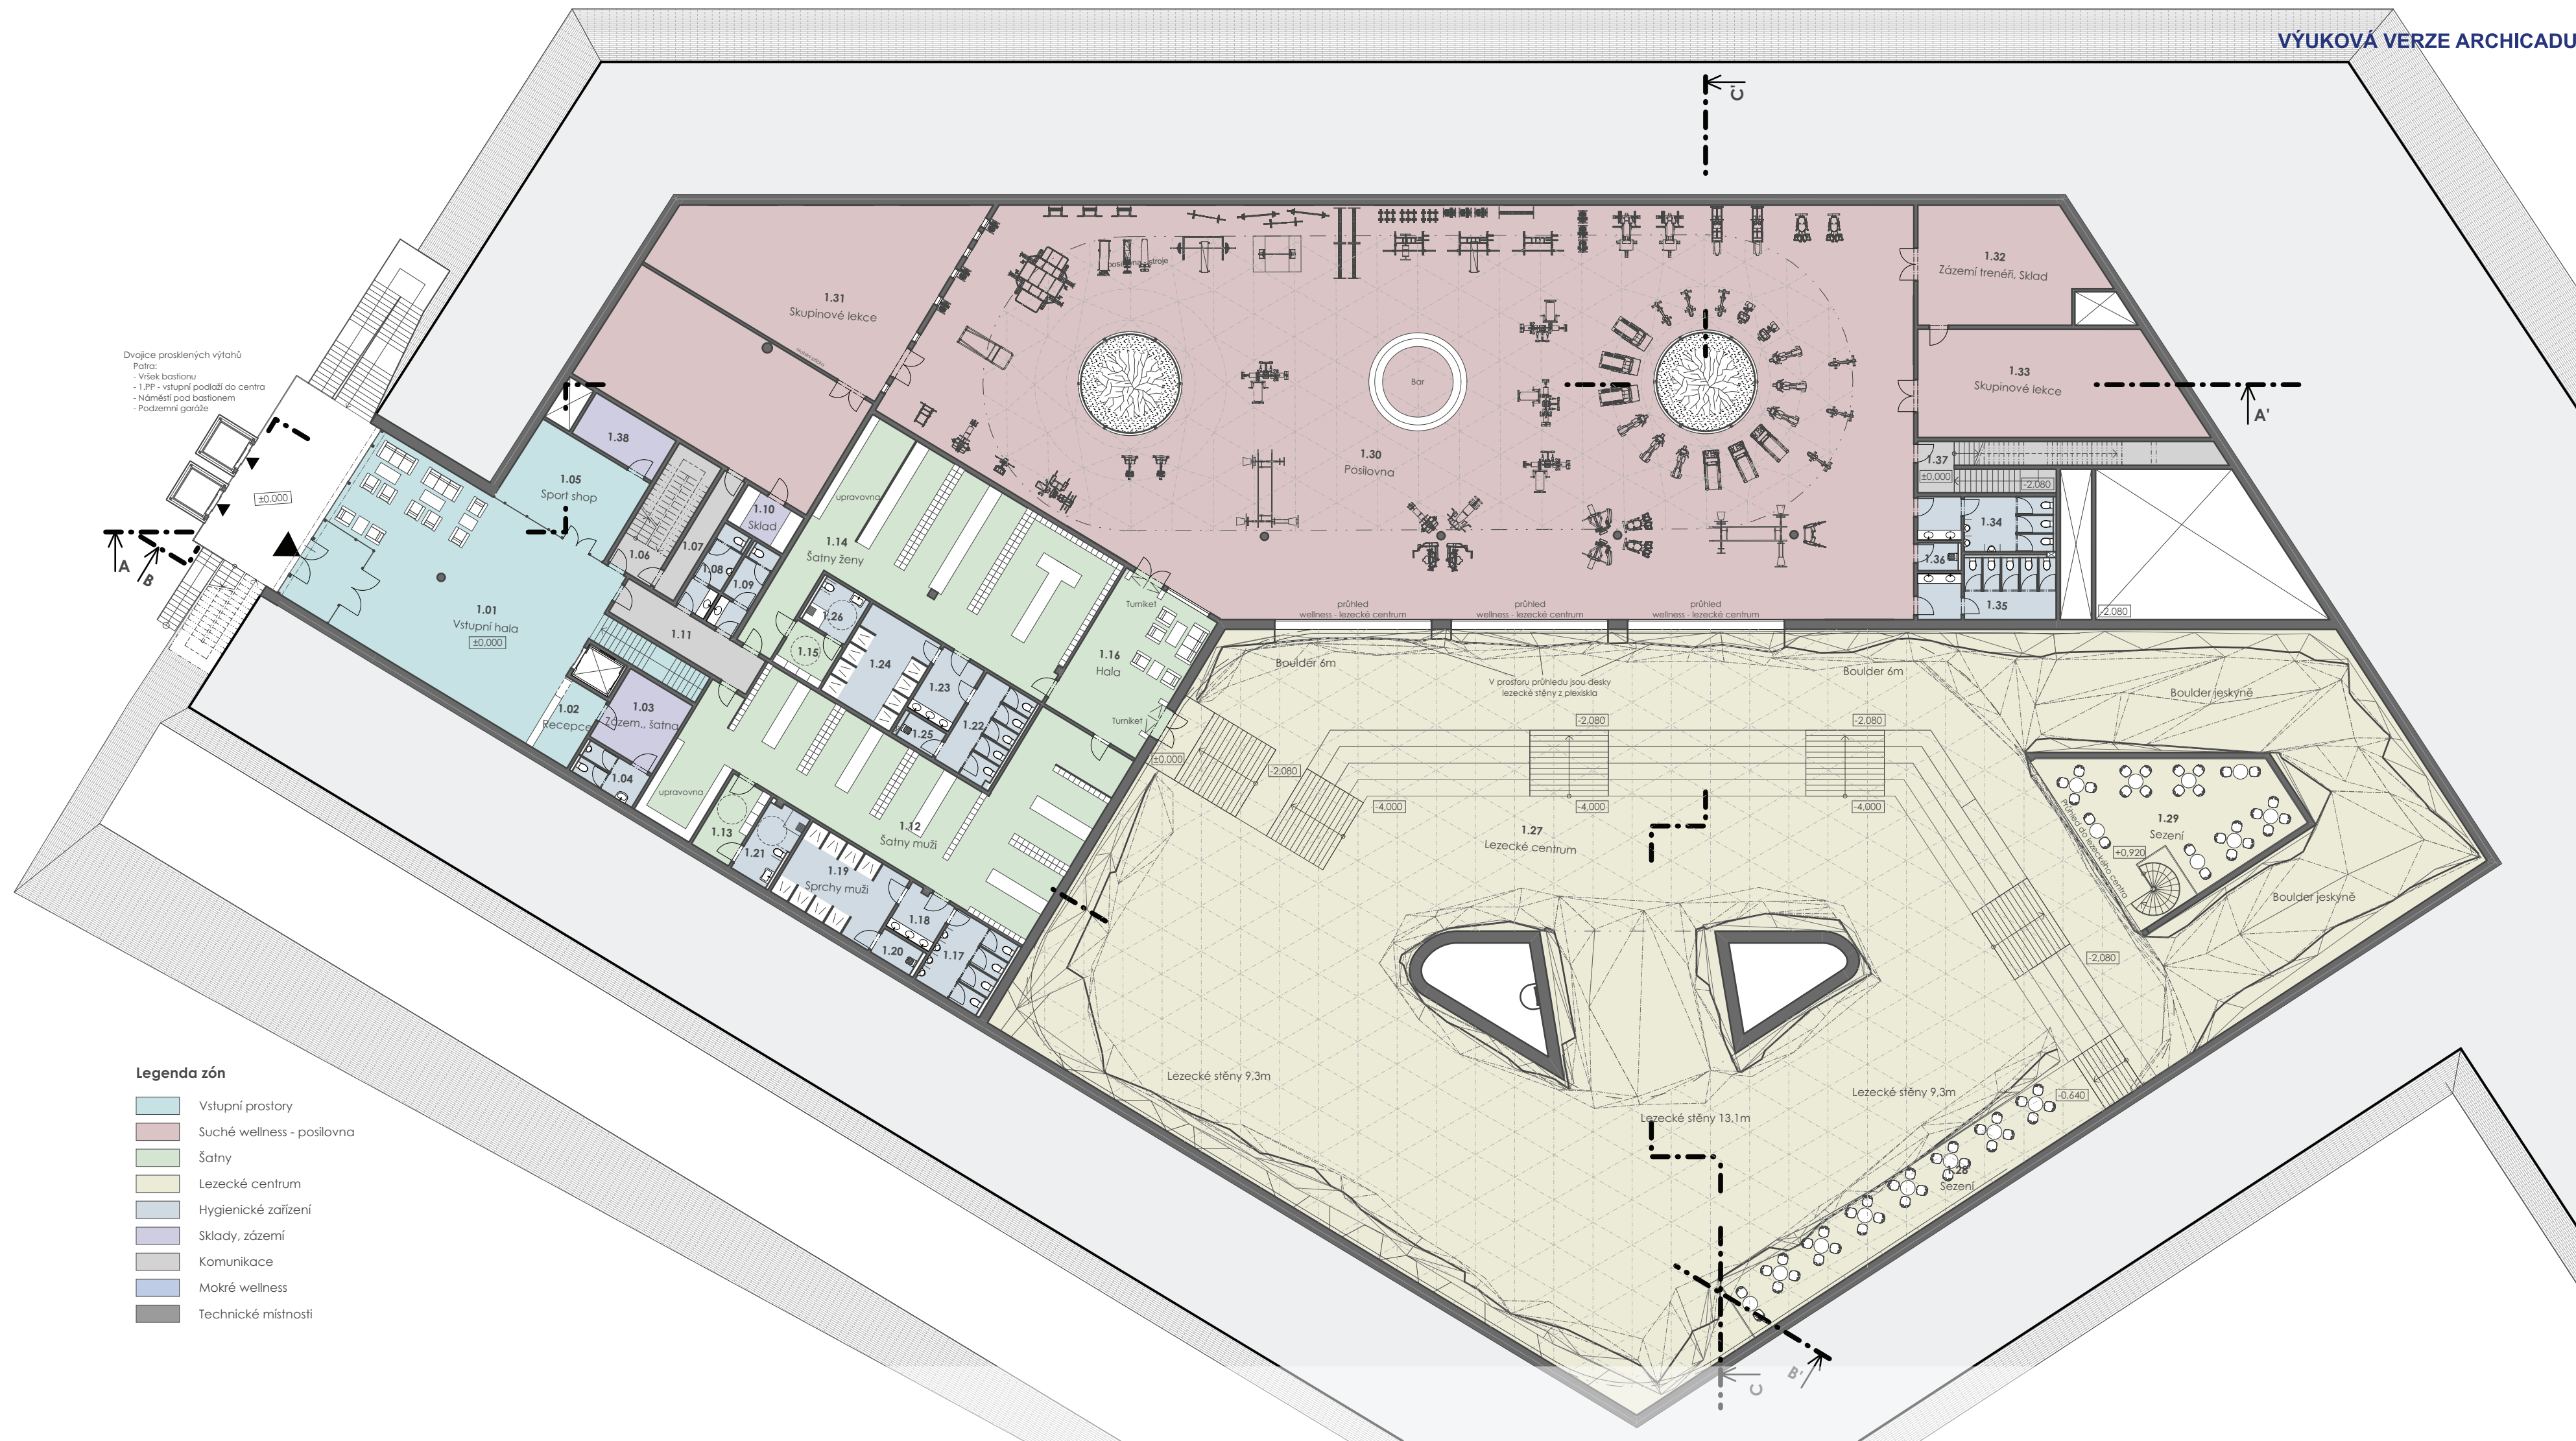 VÝUKOVÁ VERZE ARCHICADU
C'
Dvojice prosklených výtahů
Patra:
- Vršek bastionu
- 1.PP - vstupní podlaží do centra
- Náměstí pod bastionem
- Podzemní garáže
±0,000
A
B
1.31
Skupinové lekce
1.32
Zázemí trenéři, Sklad
1.33
Skupinové lekce
A'
Bar
1.30
Posilovna
1.38
1.05
Sport shop
1.10
Sklad
upravovna
1.14
Šatny ženy
1.06
1.07
1.08
1.09
1.37
±0,000
-2,080
1.34
1.36
1.35
-2,080
1.01
Vstupní hala
±0,000
1.11
1.26
1.15
Turniket
1.16
Hala
Turniket
1.24
1.23
1.22
1.25
průhled
wellness - lezecké centrum
průhled
wellness - lezecké centrum
průhled
wellness - lezecké centrum
Boulder 6m
V prostoru průhledu jsou desky
lezecké stěny z plexiskla
Boulder 6m
Boulder jeskyně
1.02
Recepce
1.03
Zázem., šatna
1.04
upravovna
1.13
1.12
Šatny muži
1.21
1.19
Sprchy muži
1.18
1.20
1.17
±0,000
-2,080
-4,000
-2,080
-4,000
-2,080
-4,000
1.27
Lezecké centrum
1.29
Sezení
+0,920
Průhled do lezeckého centra
Boulder jeskyně
-2,080
Lezecké stěny 9,3m
Lezecké stěny 9,3m
Lezecké stěny 13,1m
-0,640
1.28
Sezení
C
B'
Legenda zón
Vstupní prostory
Suché wellness - posilovna
Šatny
Lezecké centrum
Hygienické zařízení
Sklady, zázemí
Komunikace
Mokré wellness
Technické místnosti